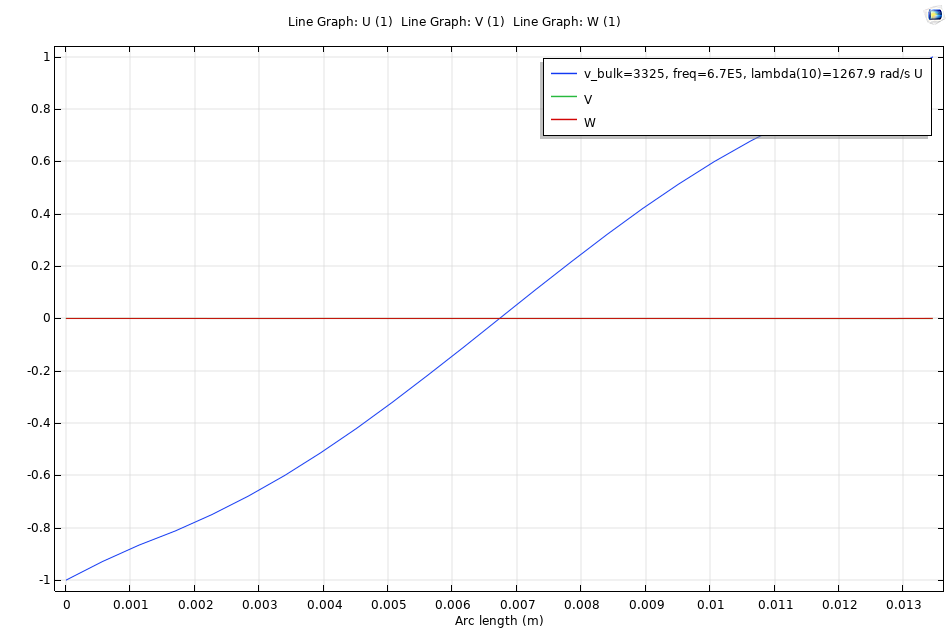 Line Graph: U (1)  Line Graph: V (1)  Line Graph: W (1)
v_bulk=3325, freq=6.7E5, lambda(10)=1267.9 rad/s U
V
W
1
0.8
0.6
0.4
0.2
0
-0.2
-0.4
-0.6
-0.8
-1
0 0.001 0.002 0.003 0.004 0.005 0.006 0.007 0.008 0.009 0.01 0.011 0.012 0.013
Arc length (m)